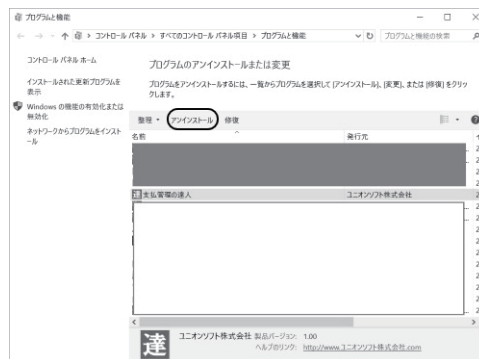 プログラムと機能
コントロール パネル > すべてのコントロール パネル項目 > プログラムと機能
プログラムと機能の検索
コントロール パネル ホーム
インストールされた更新プログラムを
表示
Windows の機能の有効化または
無効化
ネットワークからプログラムをインスト
ール
プログラムのアンインストールまたは変更
プログラムをアンインストールするには、一覧からプログラムを選択して [アンインストール]、[変更]、または [修復] をクリッ
クします。
整理 アンインストール 修復
名前 発行元
達 支払管理の達人 ユニオンソフト株式会社
達
ユニオンソフト株式会社 製品バージョン: 1.00
ヘルプのリンク: http://www.ユニオンソフト株式会社.com